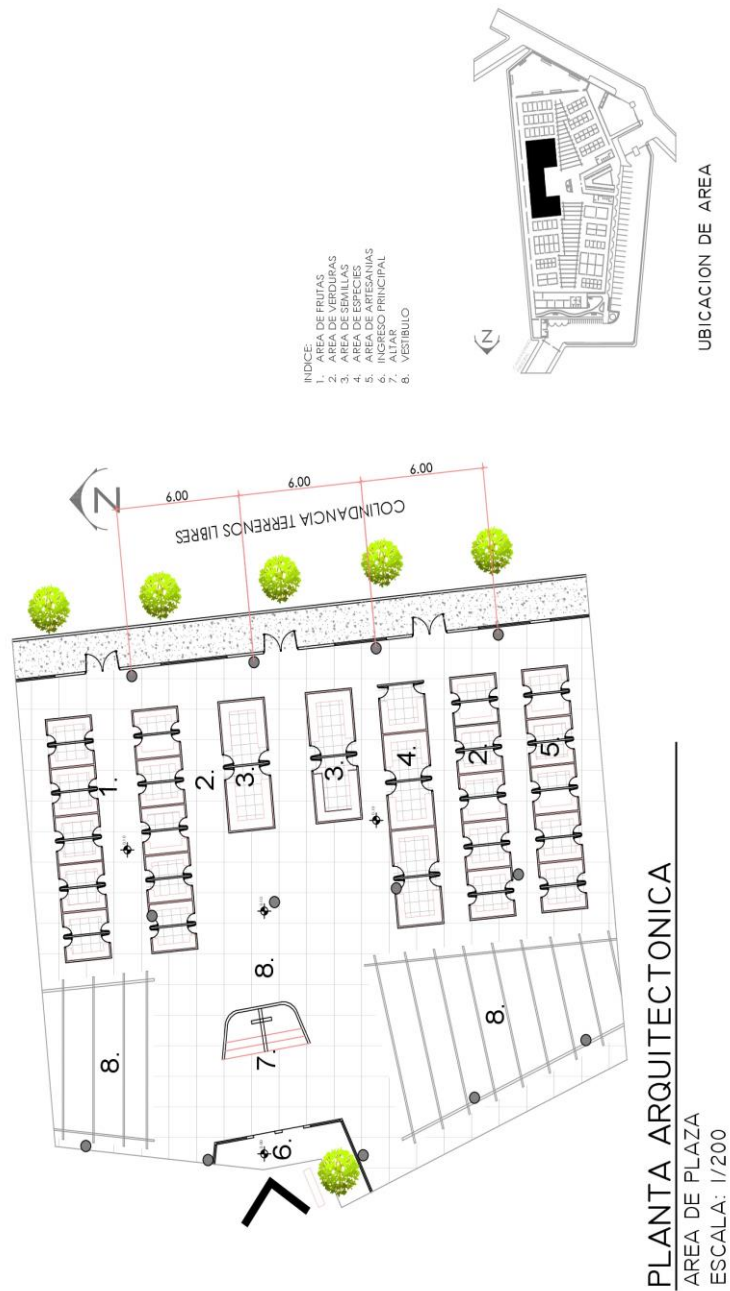 INDICE:
1. AREA DE FRUTAS
2. AREA DE VERDURAS
3. AREA DE SEMILLAS
4. AREA DE ESPECIES
5. AREA DE ARTESANIAS
6. INGRESO PRINCIPAL
7. ALTAR
8. VESTIBULO
N
UBICACION DE AREA
N
6.00
6.00
6.00
COLINDANCIA TERRENOS LIBRES
1.
2.
3.
3.
4.
2.
5.
8.
8.
8.
7.
6.
PLANTA ARQUITECTONICA
AREA DE PLAZA
ESCALA: 1/200